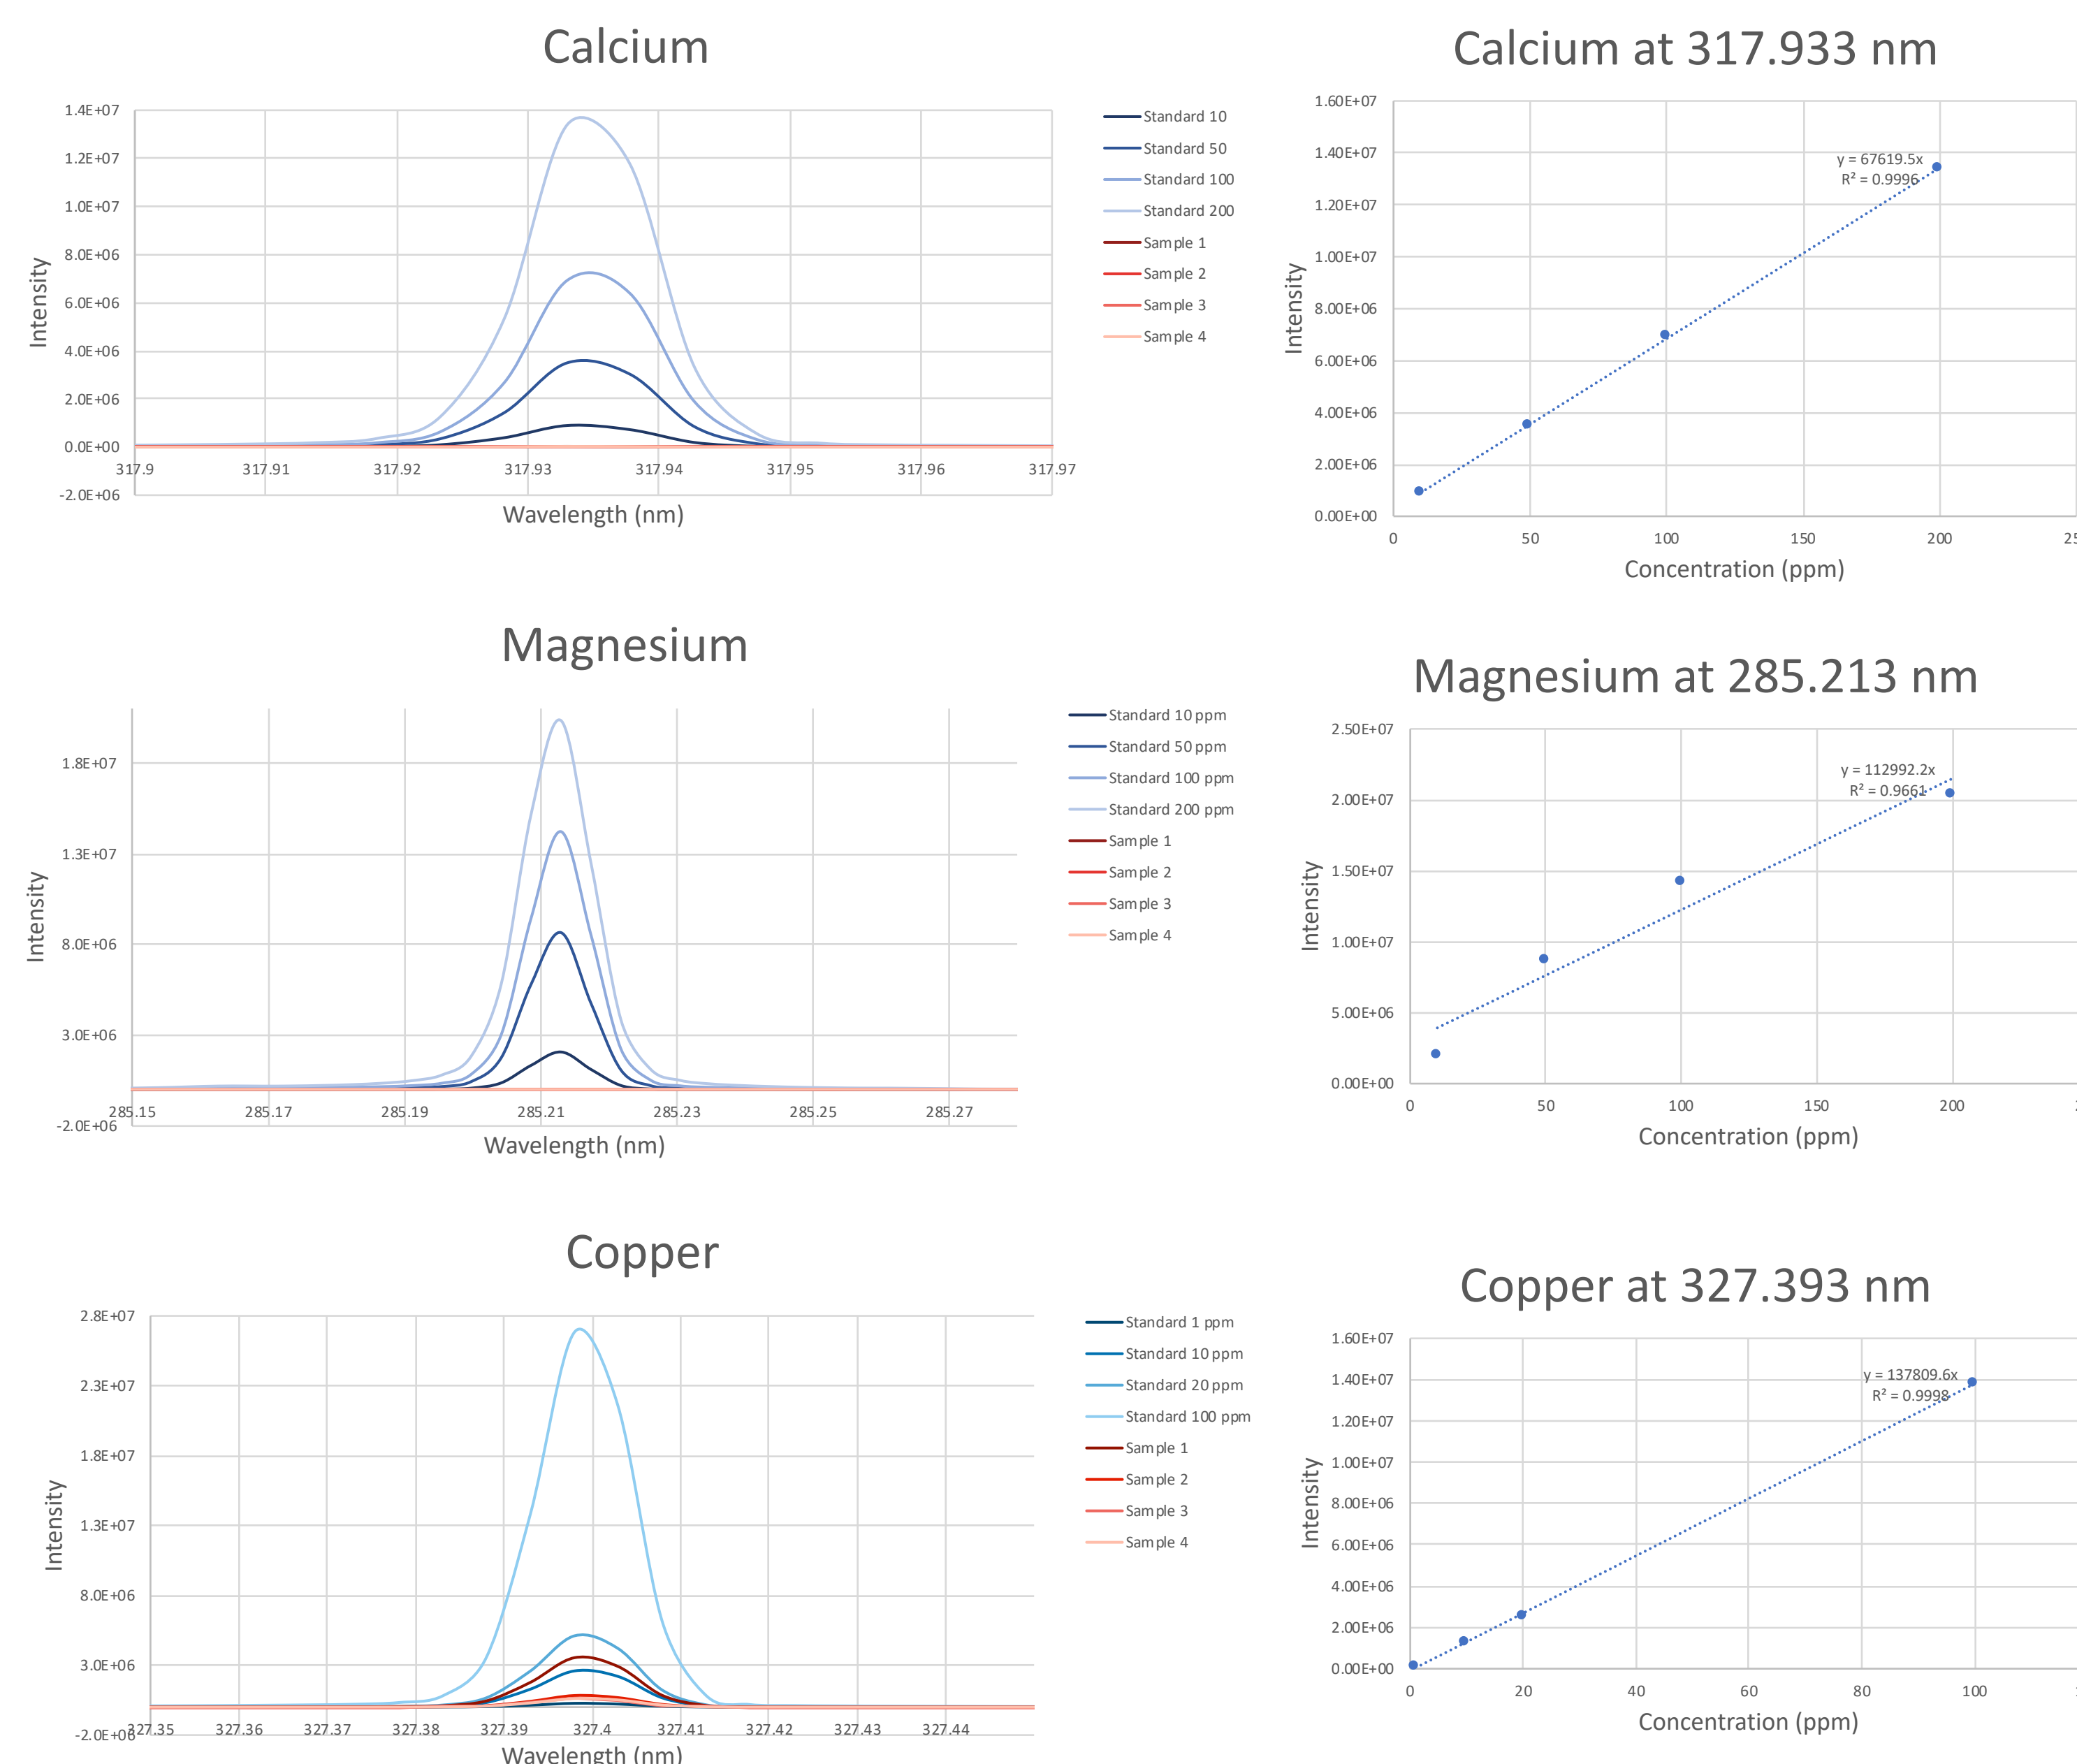 Calcium
1.4E+07
1.2E+07
1.0E+07
8.0E+06
6.0E+06
4.0E+06
2.0E+06
0.0E+00
-2.0E+06
Intensity
317.9 317.91 317.92 317.93 317.94 317.95 317.96 317.97
Wavelength (nm)
Standard 10
Standard 50
Standard 100
Standard 200
Sample 1
Sample 2
Sample 3
Sample 4
Calcium at 317.933 nm
1.60E+07
1.40E+07
1.20E+07
1.00E+07
8.00E+06
6.00E+06
4.00E+06
2.00E+06
0.00E+00
Intensity
y = 67619.5x
R² = 0.9996
0 50 100 150 200
Concentration (ppm)
Magnesium
1.8E+07
1.3E+07
8.0E+06
3.0E+06
-2.0E+06
Intensity
285.15 285.17 285.19 285.21 285.23 285.25 285.27
Wavelength (nm)
Standard 10 ppm
Standard 50 ppm
Standard 100 ppm
Standard 200 ppm
Sample 1
Sample 2
Sample 3
Sample 4
Magnesium at 285.213 nm
2.50E+07
2.00E+07
1.50E+07
1.00E+07
5.00E+06
0.00E+00
Intensity
y = 112992.2x
R² = 0.9661
0 50 100 150 200
Concentration (ppm)
Copper
2.8E+07
2.3E+07
1.8E+07
1.3E+07
8.0E+06
3.0E+06
-2.0E+06
Intensity
327.35 327.36 327.37 327.38 327.39 327.4 327.41 327.42 327.43 327.44
Wavelength (nm)
Standard 1 ppm
Standard 10 ppm
Standard 20 ppm
Standard 100 ppm
Sample 1
Sample 2
Sample 3
Sample 4
Copper at 327.393 nm
1.60E+07
1.40E+07
1.20E+07
1.00E+07
8.00E+06
6.00E+06
4.00E+06
2.00E+06
0.00E+00
Intensity
y = 137809.6x
R² = 0.9998
0 20 40 60 80 100
Concentration (ppm)